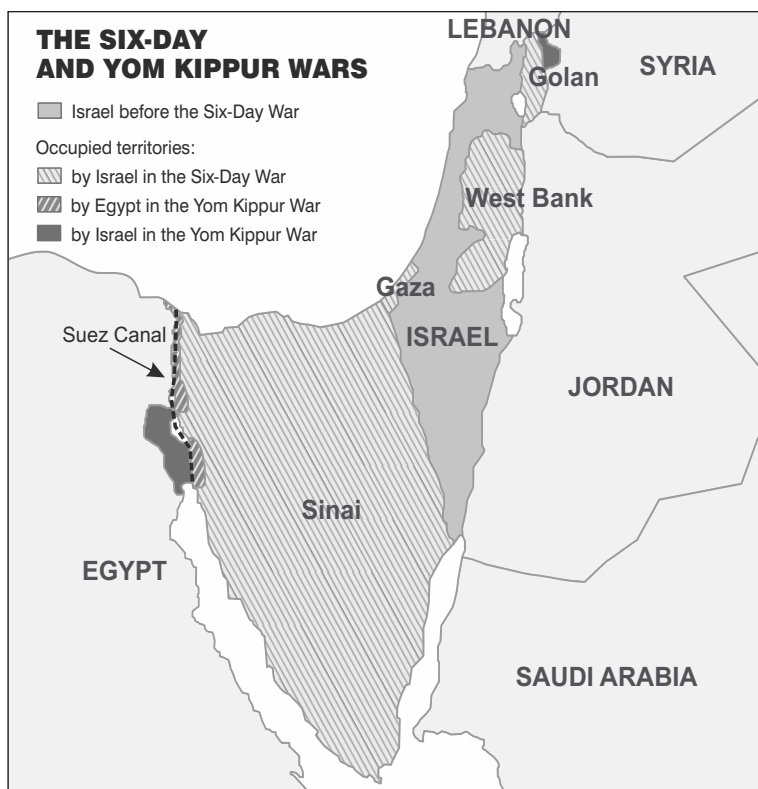 THE SIX-DAY
AND YOM KIPPUR WARS
Israel before the Six-Day War
Occupied territories:
by Israel in the Six-Day War
by Egypt in the Yom Kippur War
by Israel in the Yom Kippur War
LEBANON
Golan
SYRIA
West Bank
Gaza
ISRAEL
Suez Canal
JORDAN
Sinai
EGYPT
SAUDI ARABIA